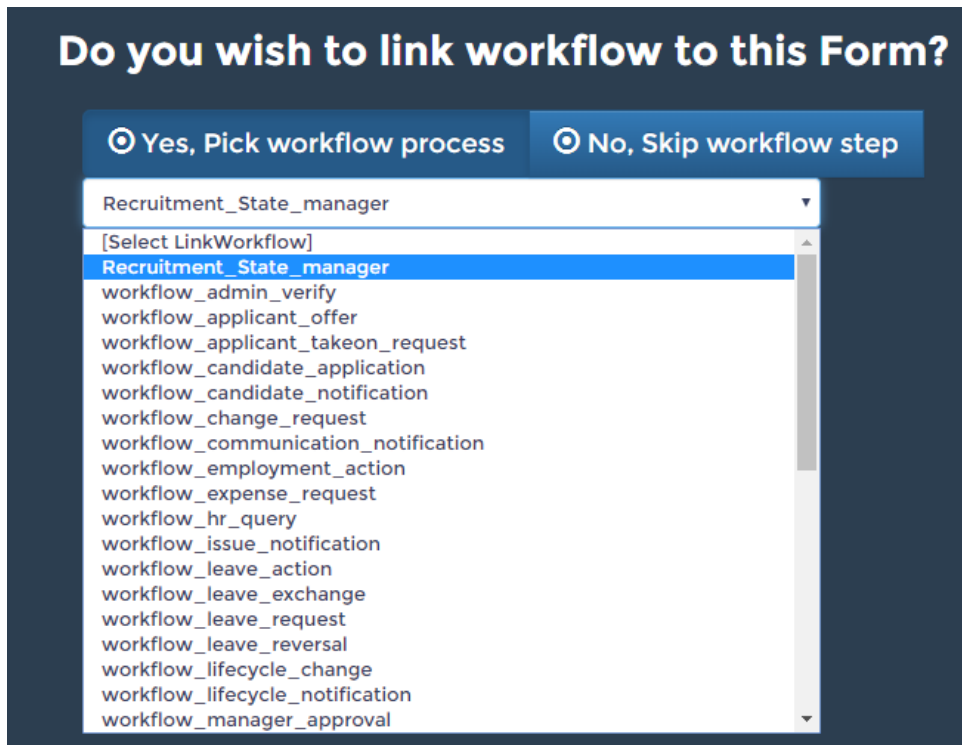 Do you wish to link workflow to this Form?
Yes, Pick workflow process No, Skip workflow step
Recruitment_State_manager
[Select LinkWorkflow]
Recruitment_State_manager
workflow_admin_verify
workflow_applicant_offer
workflow_applicant_takeon_request
workflow_candidate_application
workflow_candidate_notification
workflow_change_request
workflow_communication_notification
workflow_employment_action
workflow_expense_request
workflow_hr_query
workflow_issue_notification
workflow_leave_action
workflow_leave_exchange
workflow_leave_request
workflow_leave_reversal
workflow_lifecycle_change
workflow_lifecycle_notification
workflow_manager_approval